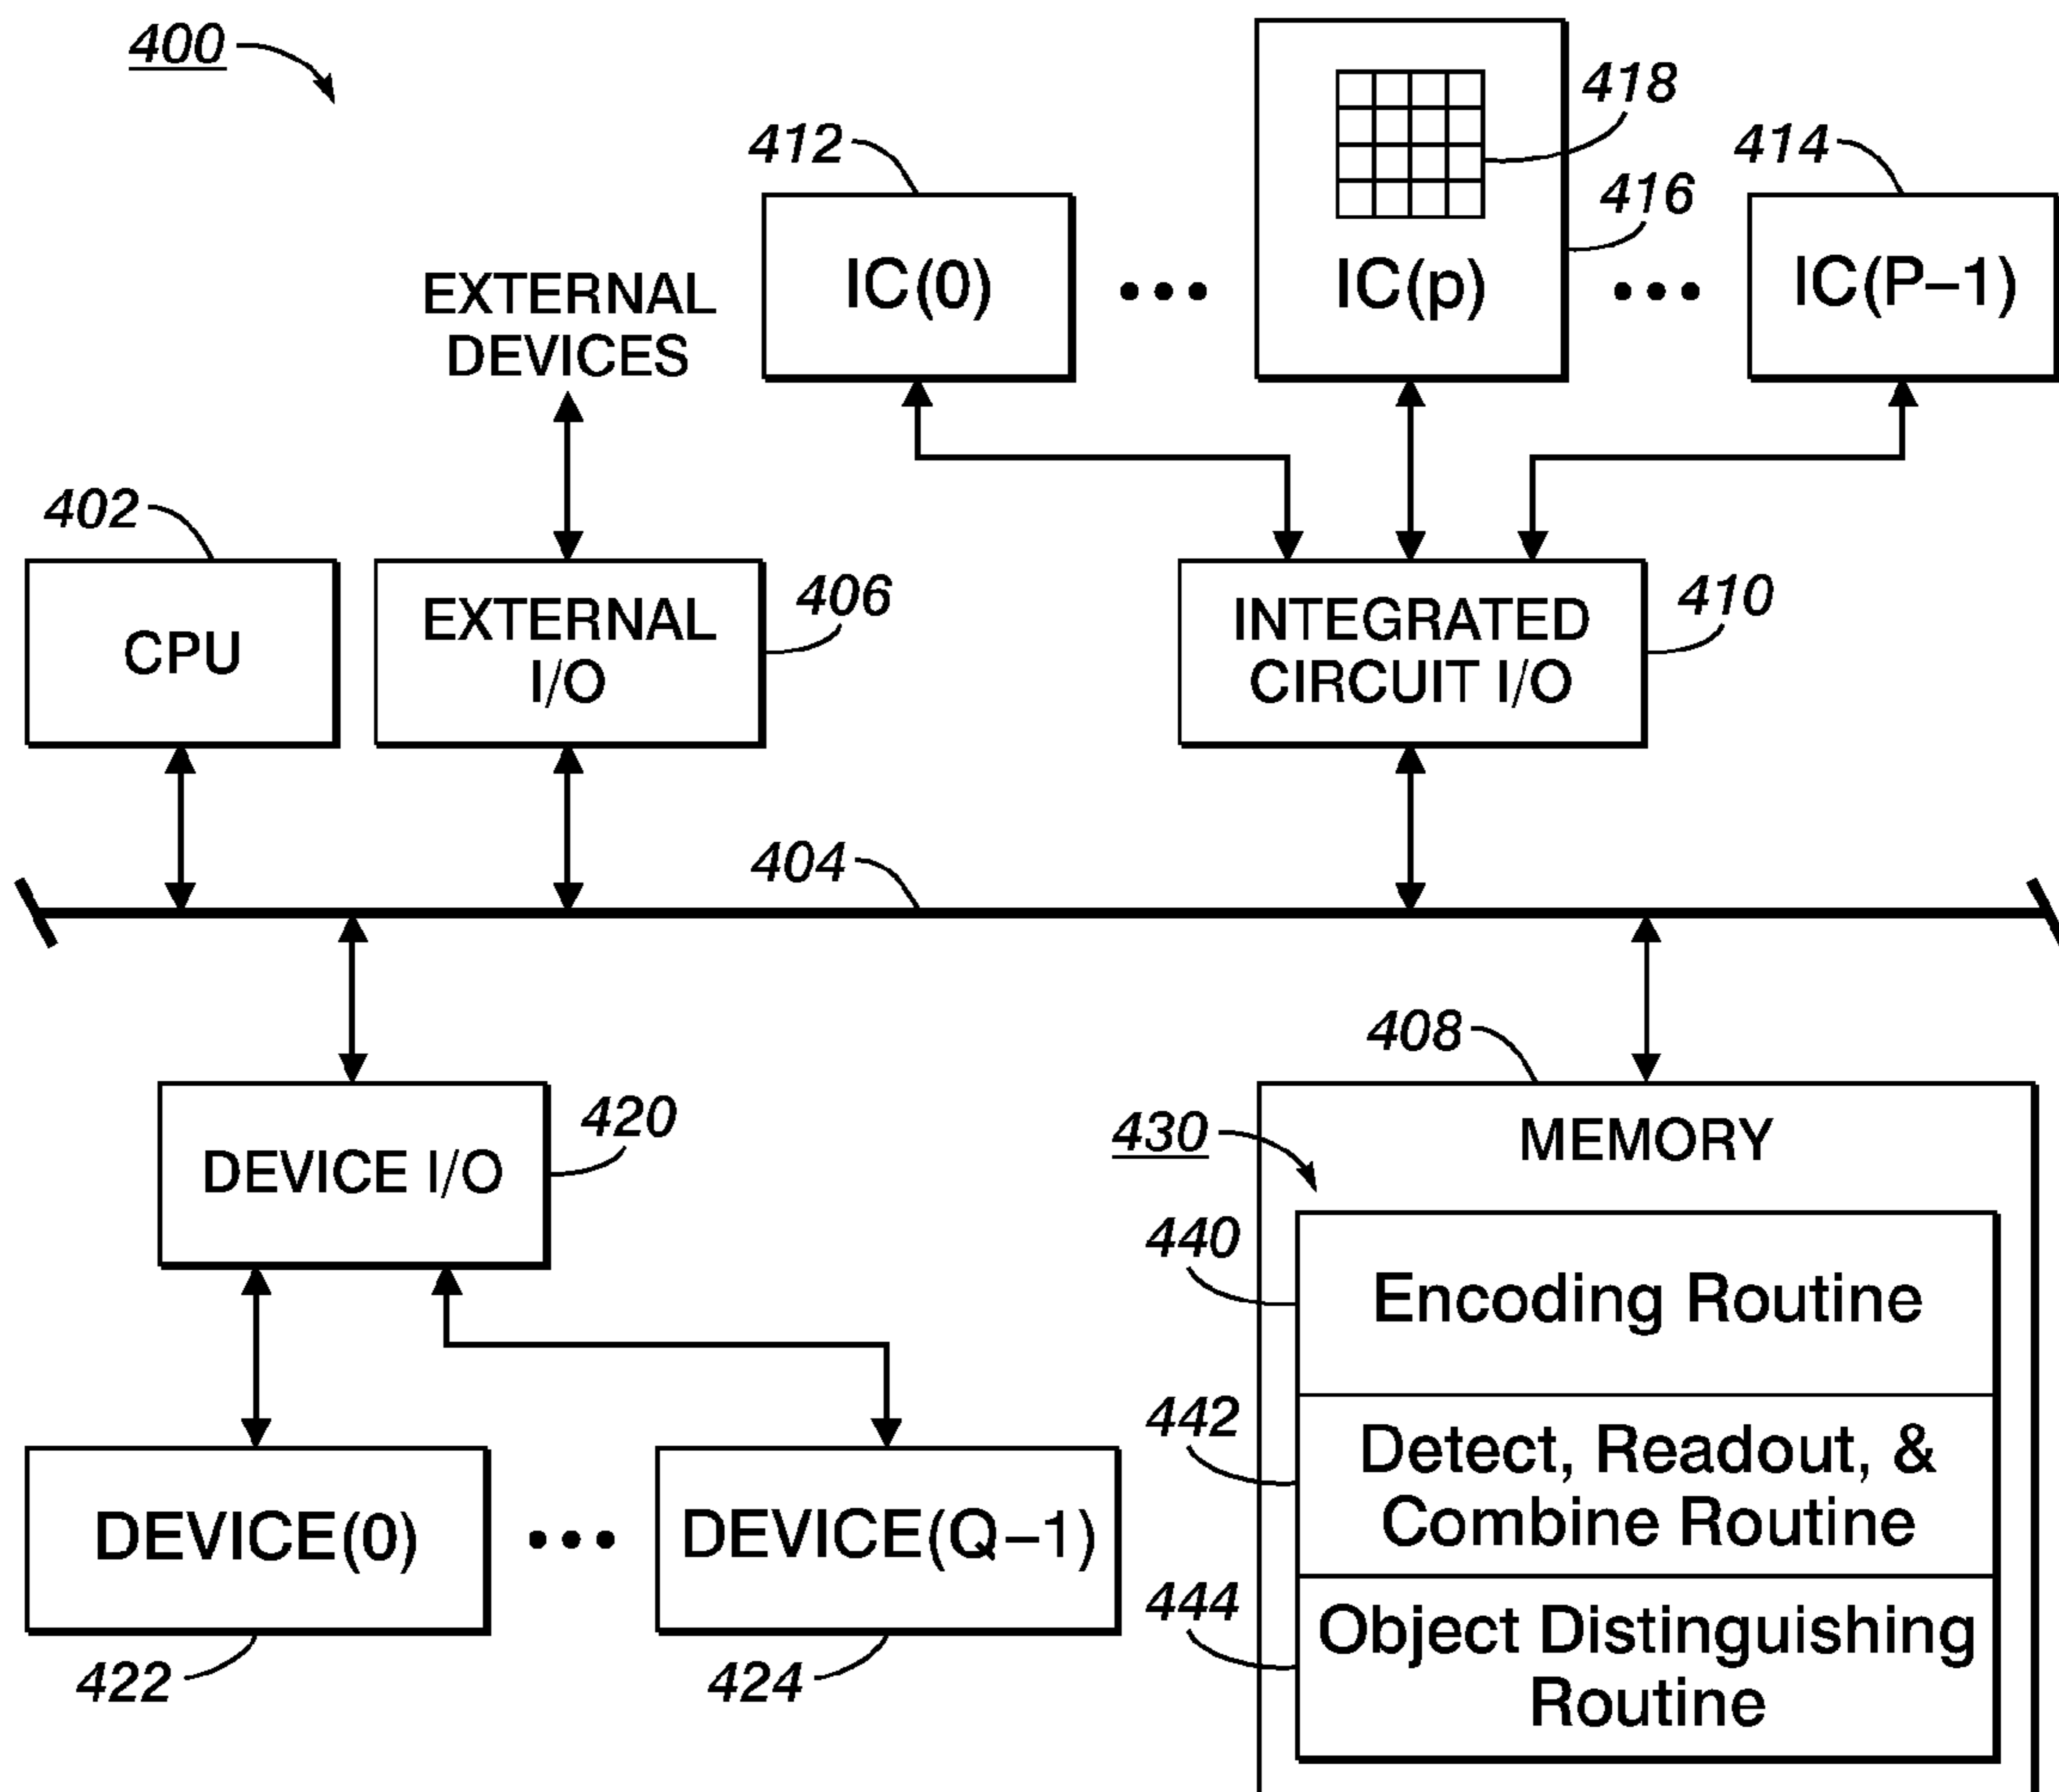 400
418
412
414
416
IC(0)
•••
IC(p)
•••
IC(P–1)
EXTERNAL
DEVICES
402
406
410
CPU
EXTERNAL
I/O
INTEGRATED
CIRCUIT I/O
404
408
420
430
MEMORY
DEVICE I/O
440
Encoding Routine
442
Detect, Readout, &
Combine Routine
DEVICE(0)
•••
DEVICE(Q–1)
444
Object Distinguishing
Routine
422
424